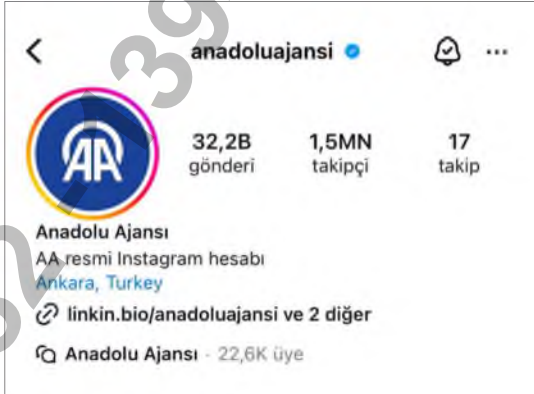 anadoluajansi
AA
32,2B 1,5MN 17
gönderi takipçi takip
Anadolu Ajansı
AA resmi Instagram hesabı
Ankara, Turkey
linkin.bio/anadoluajansi ve 2 diğer
Anadolu Ajansı · 22,6K üye